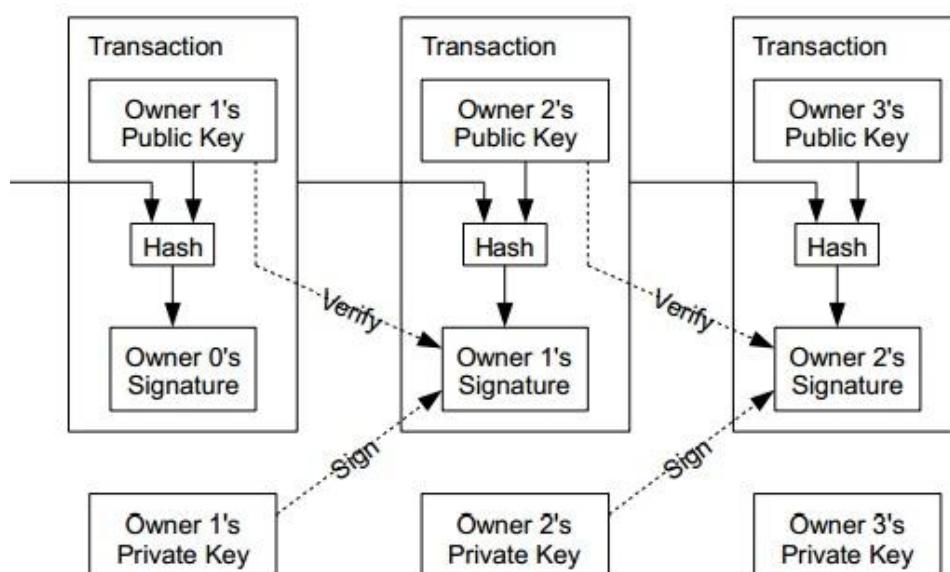 Transaction
Owner 1's
Public Key
Hash
Verify
Owner 0's
Signature
Transaction
Owner 2's
Public Key
Hash
Verify
Owner 1's
Signature
Transaction
Owner 3's
Public Key
Hash
Owner 2's
Signature
Sign
Sign
Owner 1's
Private Key
Owner 2's
Private Key
Owner 3's
Private Key